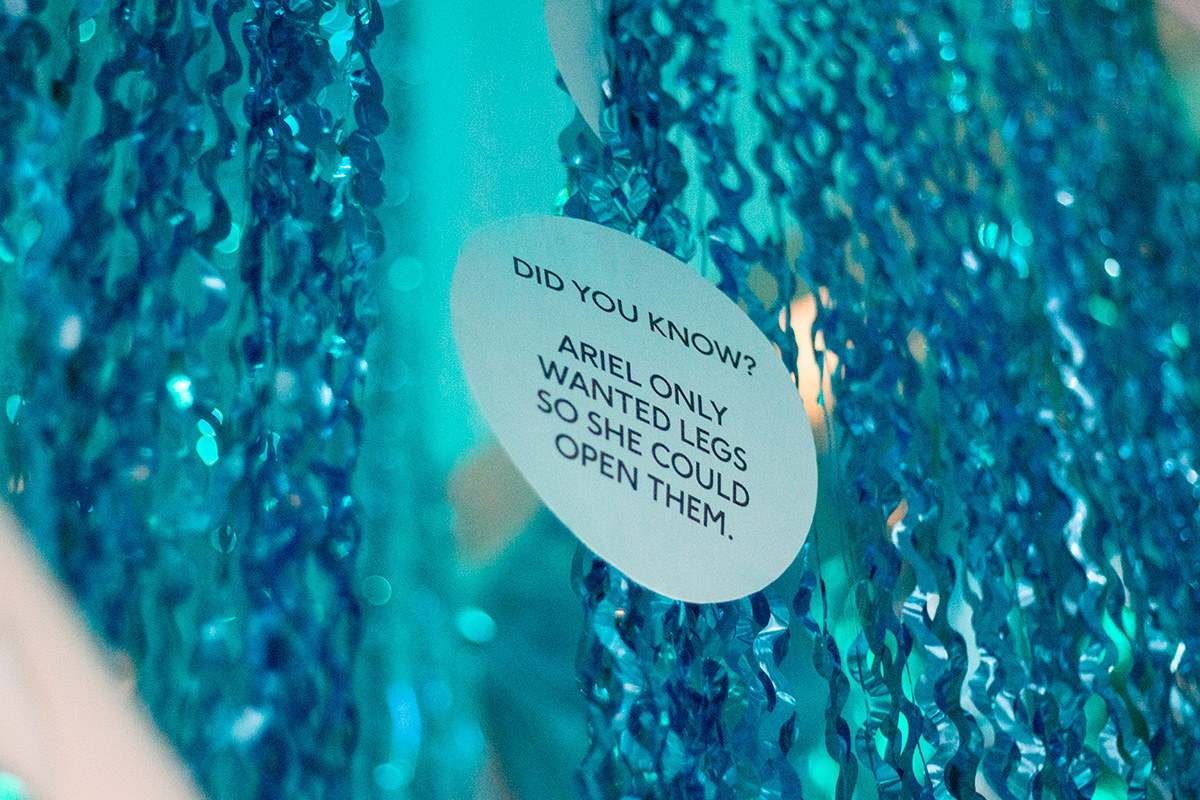 DID YOU KNOW?
ARIEL ONLY
WANTED LEGS
SO SHE COULD
OPEN THEM.